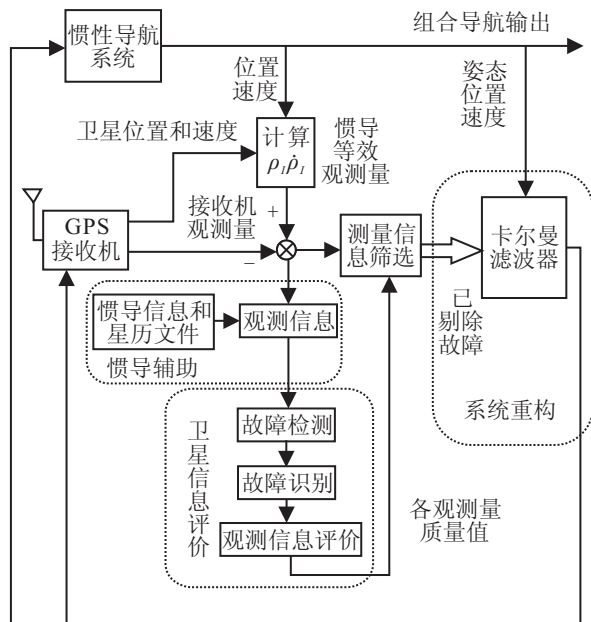 惯性导航
系统
组合导航输出
位置
速度
姿态
位置
速度
卫星位置和速度
计算
ρ_I ρ̇_I
惯导
等效
观测量
GPS
接收机
接收机
观测量
+
−
测量信
息筛选
卡尔曼
滤波器
已
剔除
故障
系统重构
惯导信息和
星历文件
观测信息
惯导辅助
卫
星
信
息
评
价
故障检测
故障识别
观测信息评价
各观测量
质量值